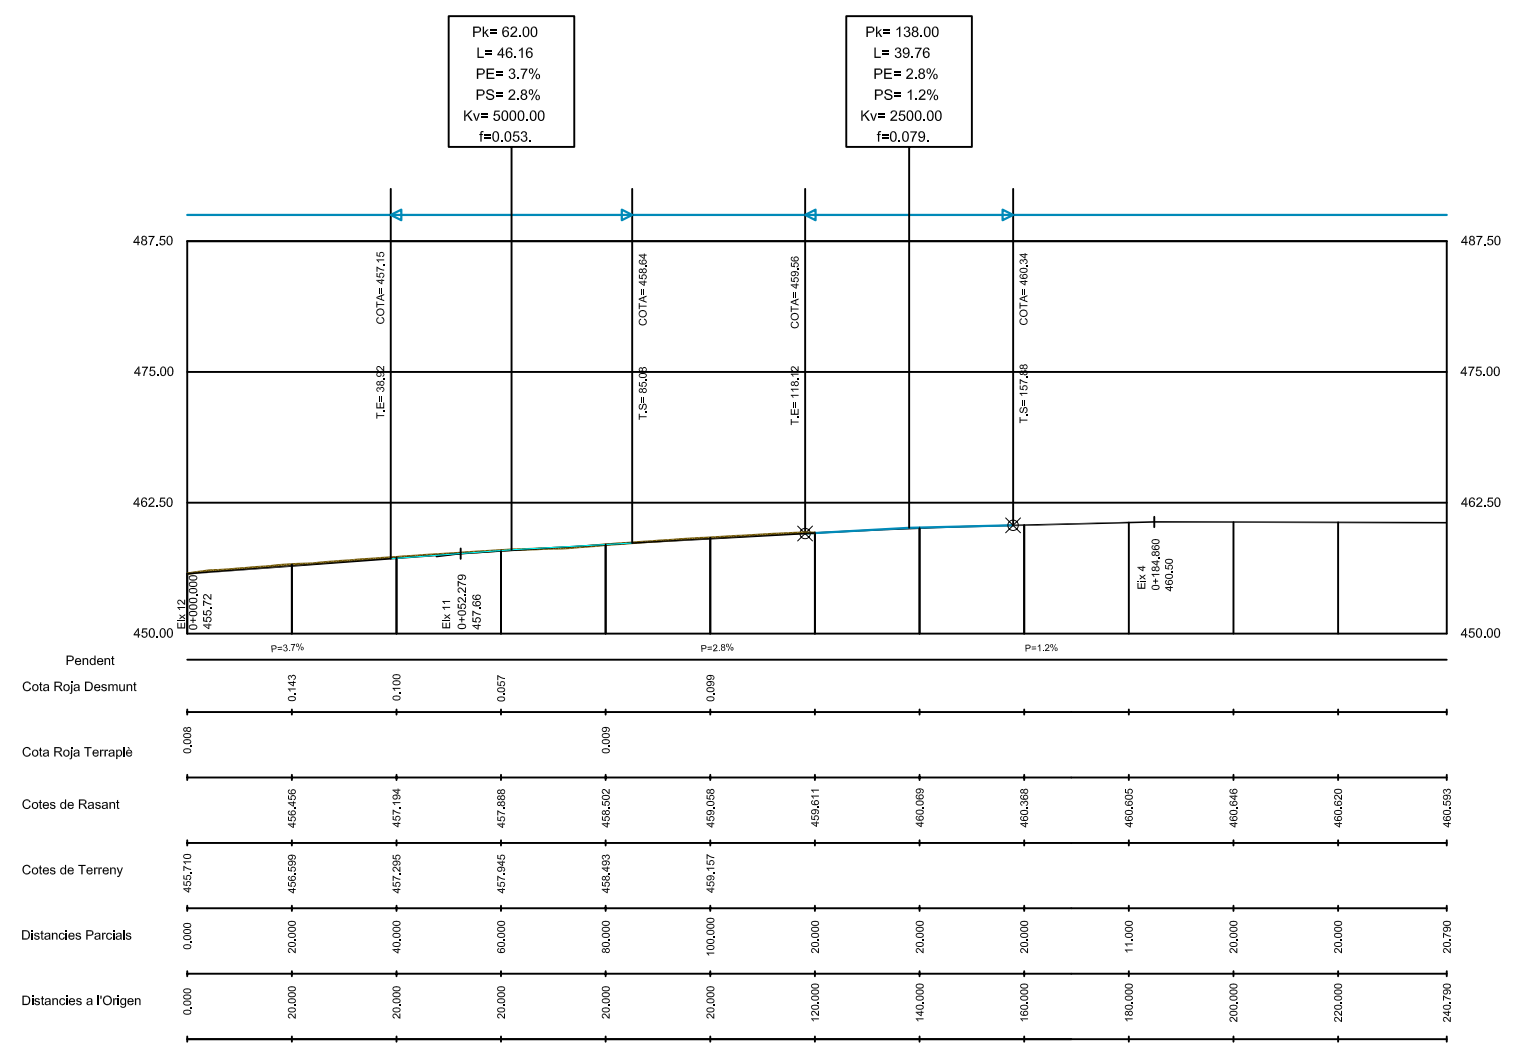 Pk= 62.00
L= 46.16
PE= 3.7%
PS= 2.8%
Kv= 5000.00
f=0.053.
Pk= 138.00
L= 39.76
PE= 2.8%
PS= 1.2%
Kv= 2500.00
f=0.079.
487.50 487.50
T.E= 38.92 COTA= 457.15
T.S= 85.08 COTA= 458.64
T.E= 118.12 COTA= 459.56
T.S= 157.88 COTA= 460.34
475.00 475.00
462.50 462.50
Eix 12
0+000.000
455.72
Eix 11
0+052.279
457.66
Eix 4
0+184.860
460.50
450.00 450.00
P=3.7% P=2.8% P=1.2%
Pendent
Cota Roja Desmunt 0.143 0.100 0.057 0.099
Cota Roja Terraplè 0.008 0.009
Cotes de Rasant 456.456 457.194 457.888 458.502 459.058 459.611 460.069 460.368 460.605 460.646 460.620 460.593
Cotes de Terreny 455.710 456.599 457.295 457.945 458.493 459.157
Distancies Parcials 0.000 20.000 40.000 60.000 80.000 100.000 20.000 20.000 20.000 11.000 20.000 20.000 20.790
Distancies a l'Origen 0.000 20.000 20.000 20.000 20.000 20.000 120.000 140.000 160.000 180.000 200.000 220.000 240.790